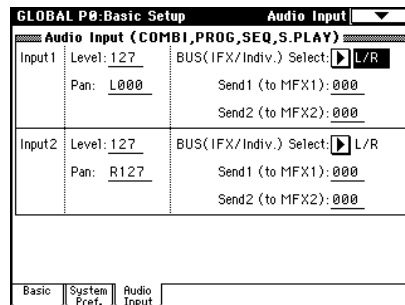 GLOBAL P0:Basic Setup Audio Input
Audio Input (COMBI,PROG,SEQ,S.PLAY)
Input1 Level: 127 BUS(IFX/Indiv.) Select: L/R
Pan: L000 Send1 (to MFX1): 000
Send2 (to MFX2): 000
Input2 Level: 127 BUS(IFX/Indiv.) Select: L/R
Pan: R127 Send1 (to MFX1): 000
Send2 (to MFX2): 000
Basic System Pref. Audio Input